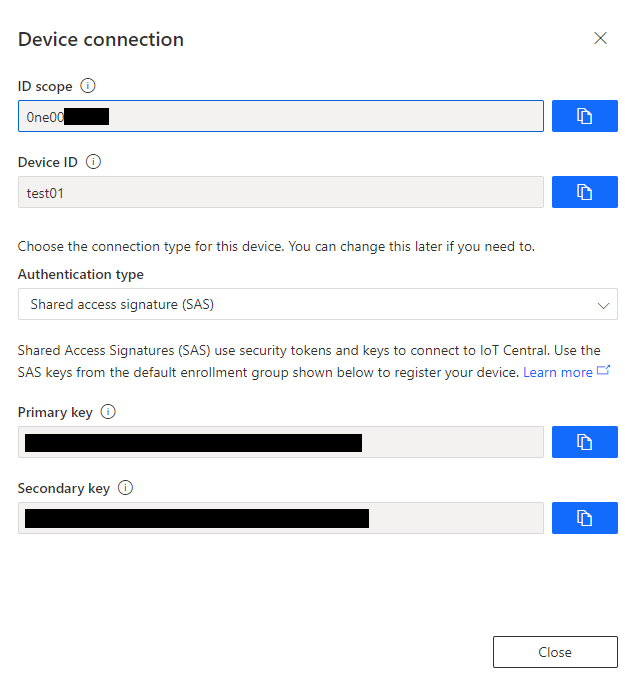 Device connection
ID scope
0ne00
Device ID
test01
Choose the connection type for this device. You can change this later if you need to.
Authentication type
Shared access signature (SAS)
Shared Access Signatures (SAS) use security tokens and keys to connect to IoT Central. Use the
SAS keys from the default enrollment group shown below to register your device. Learn more
Primary key
Secondary key
Close